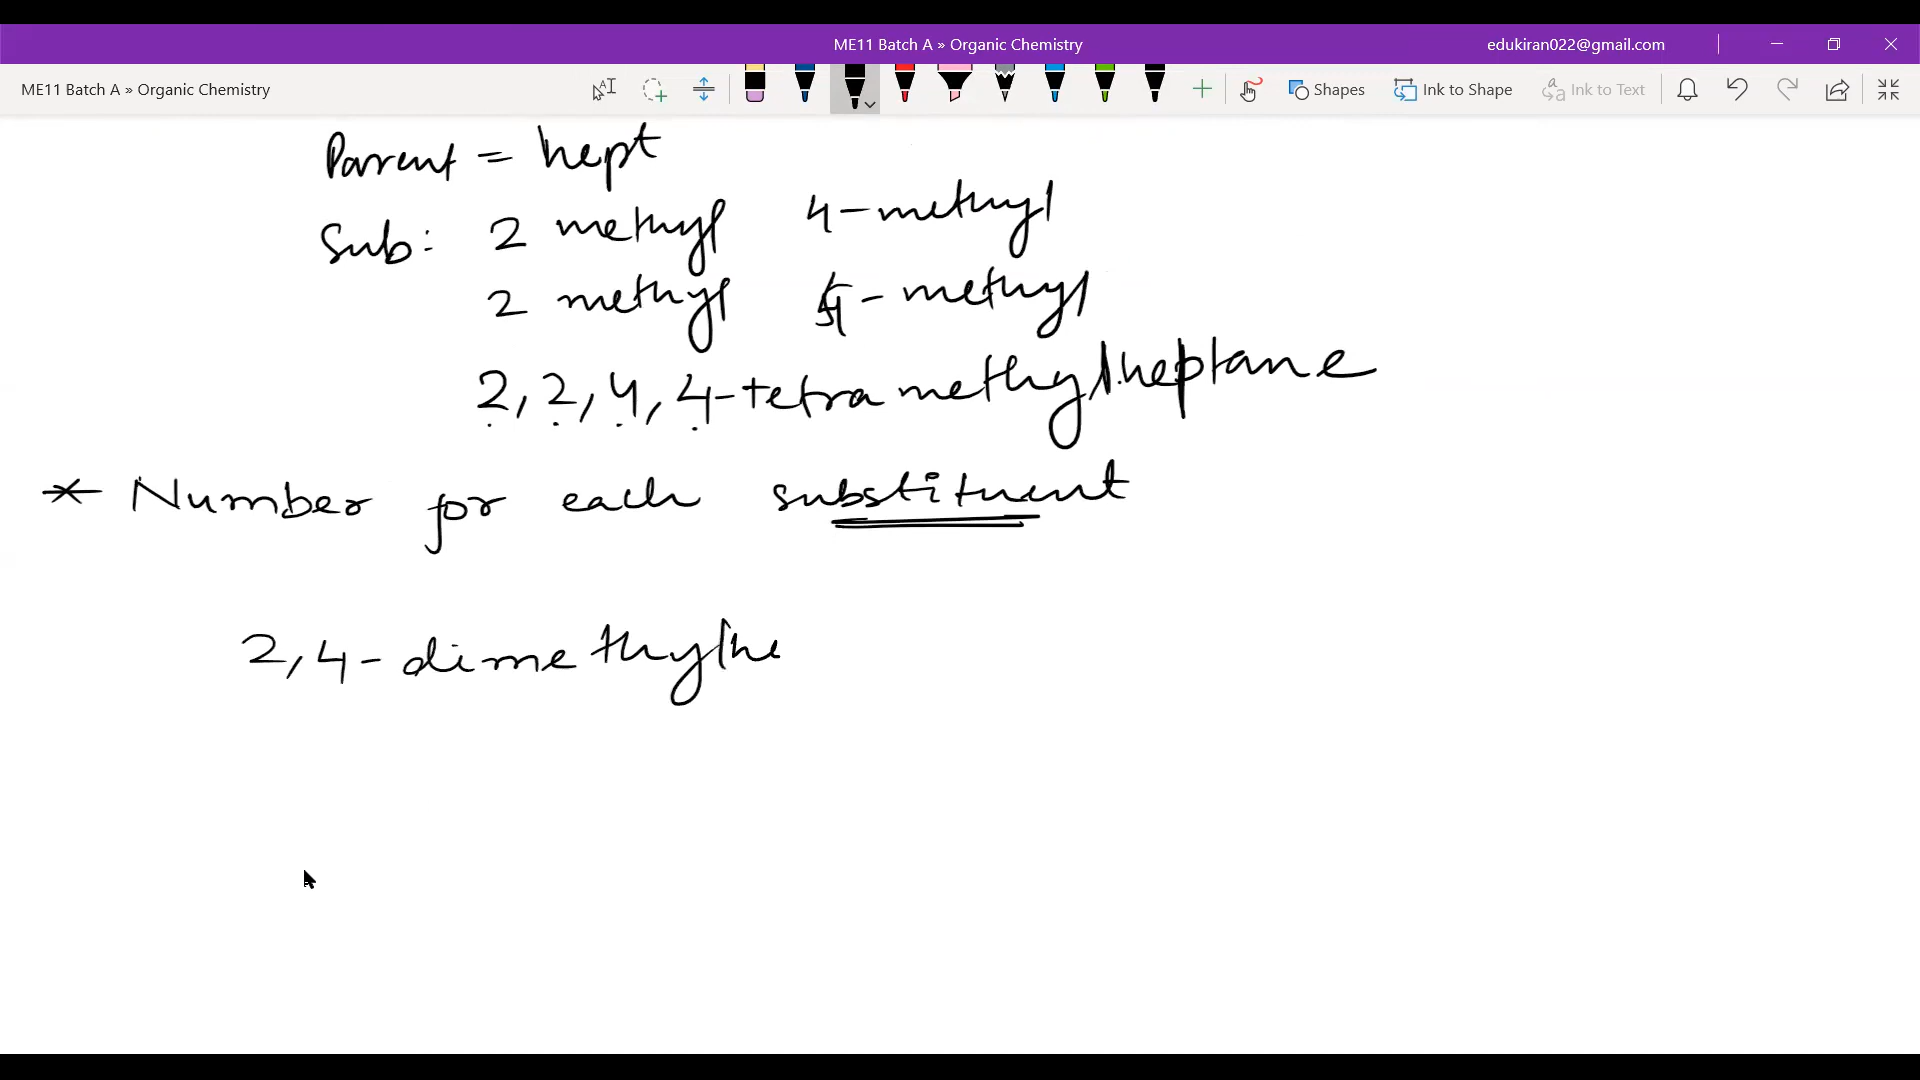 ME11 Batch A » Organic Chemistry edukiran022@gmail.com
ME11 Batch A » Organic Chemistry Shapes Ink to Shape Ink to Text
Parent = hept
Sub: 2 methyl 4-methyl
2 methyl - methyl
2, 2, 4, 4-tetramethylheptane
* Number for each substituent
2,4-dimethylhe